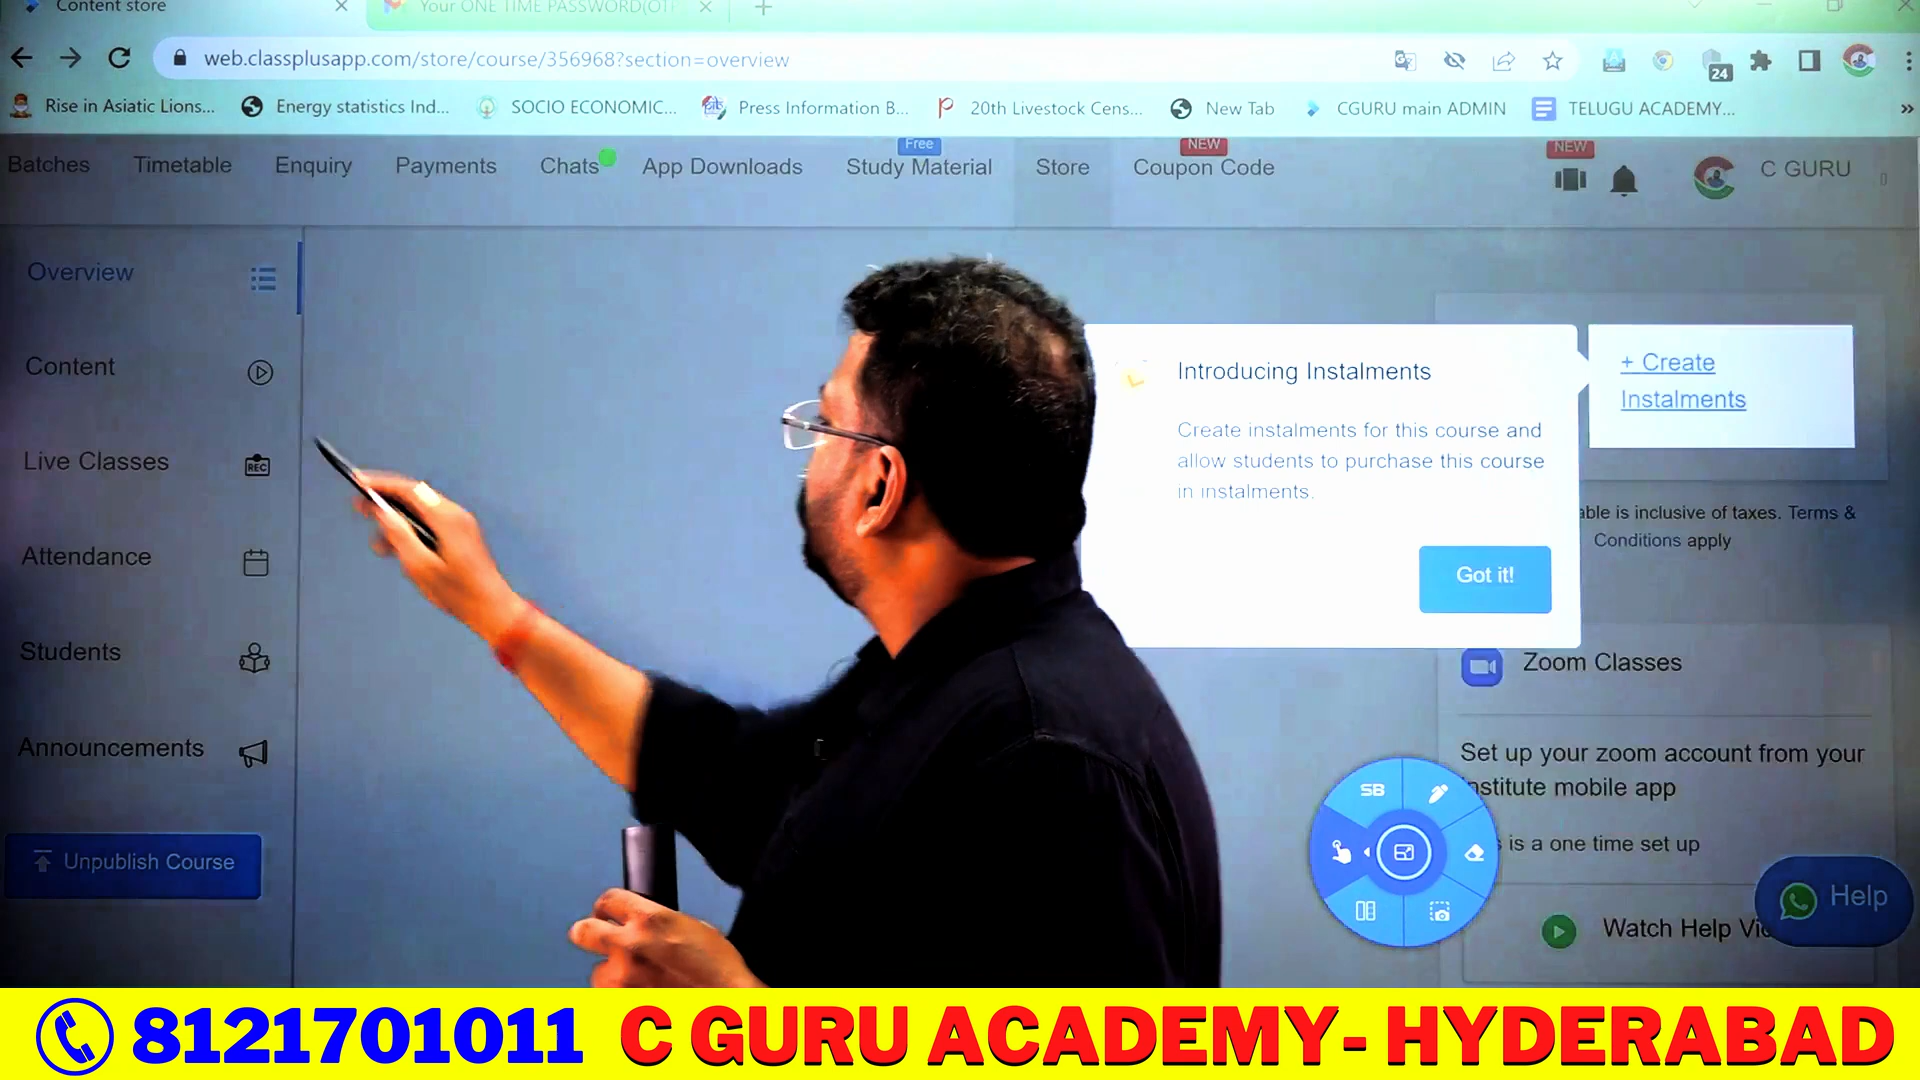 Content store
Your ONE TIME PASSWORD(OTP
web.classplusapp.com/store/course/356968?section=overview
24
Rise in Asiatic Lions...
Energy statistics Ind...
SOCIO ECONOMIC...
Press Information B...
20th Livestock Cens...
New Tab
CGURU main ADMIN
TELUGU ACADEMY...
»
Batches
Timetable
Enquiry
Payments
Chats
App Downloads
Free
Study Material
Store
NEW
Coupon Code
NEW
C GURU
Overview
Content
Live Classes
REC
Attendance
Students
Announcements
Unpublish Course
Introducing Instalments
Create instalments for this course and
allow students to purchase this course
in instalments.
Got it!
+ Create
Instalments
able is inclusive of taxes. Terms &
Conditions apply
Zoom Classes
Set up your zoom account from your
nstitute mobile app
s is a one time set up
SB
Watch Help Vid
Help
8121701011 C GURU ACADEMY- HYDERABAD